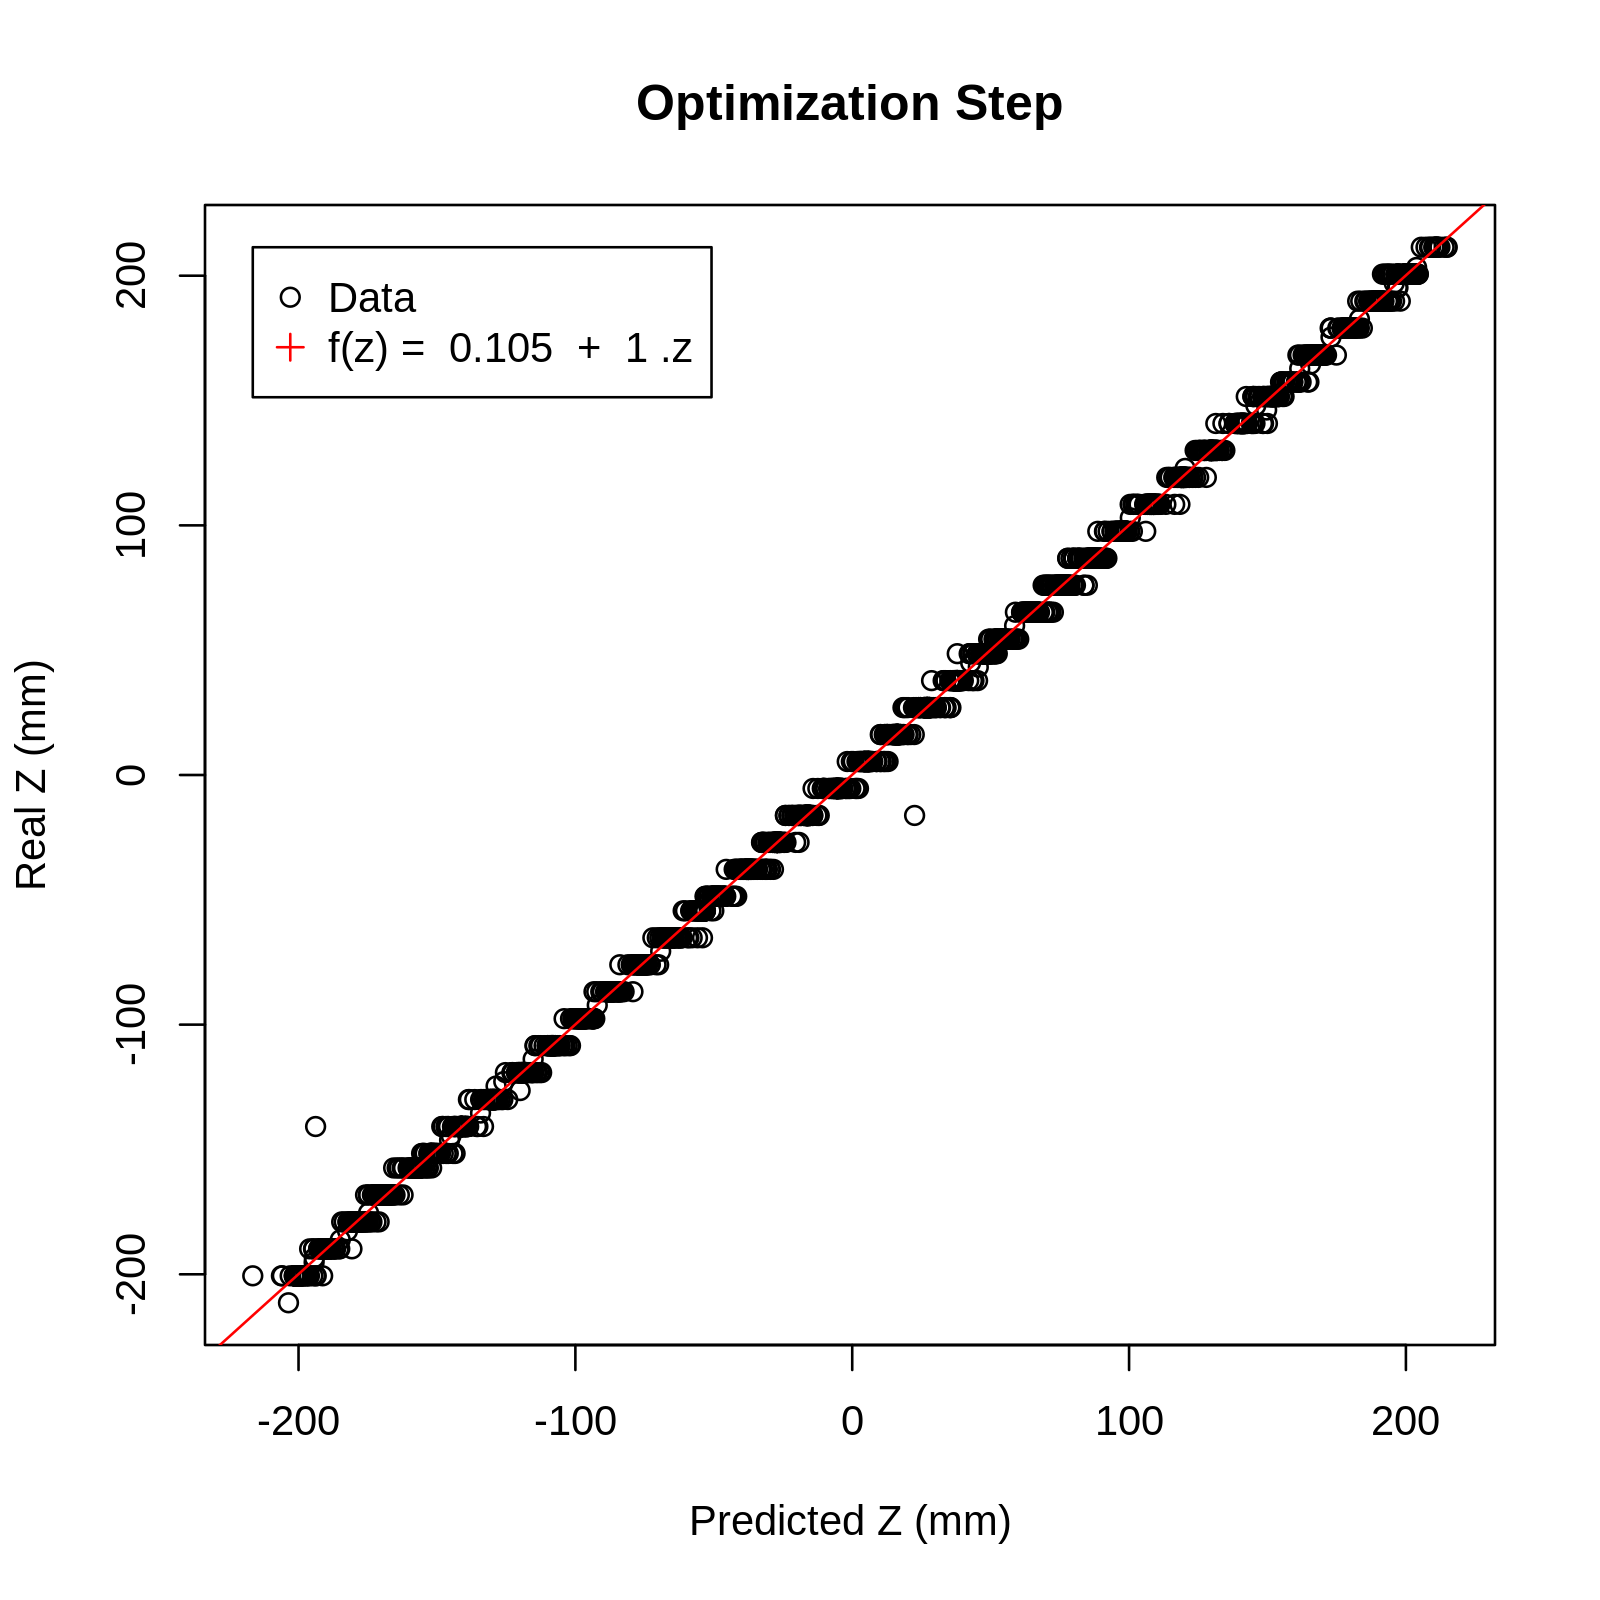 Optimization Step
Data
f(z) =  0.105  +  1 .z
Real Z (mm)
200
100
0
-100
-200
-200
-100
0
100
200
Predicted Z (mm)